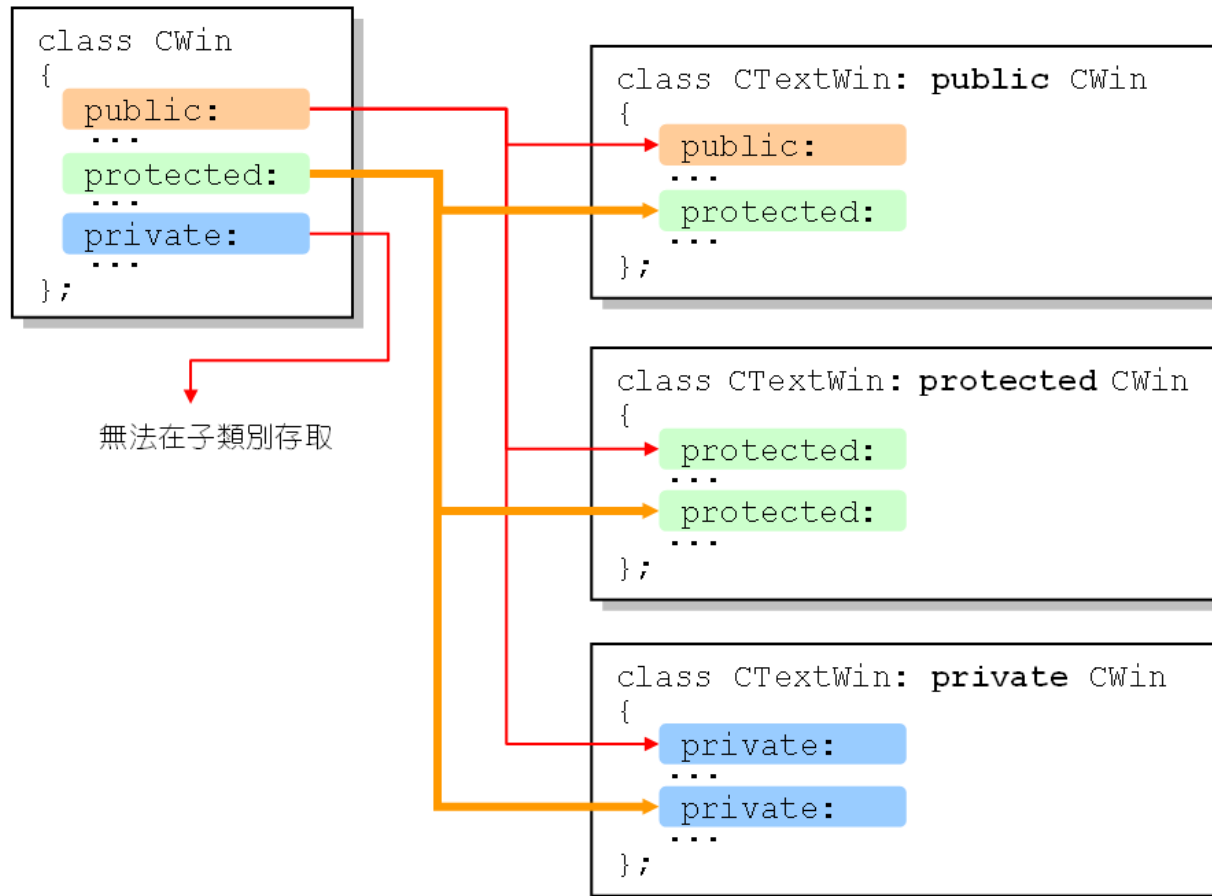 class CWin
{
public:
...
protected:
...
private:
...
};
無法在子類別存取
class CTextWin: public CWin
{
public:
...
protected:
...
};
class CTextWin: protected CWin
{
protected:
...
protected:
...
};
class CTextWin: private CWin
{
private:
...
private:
...
};